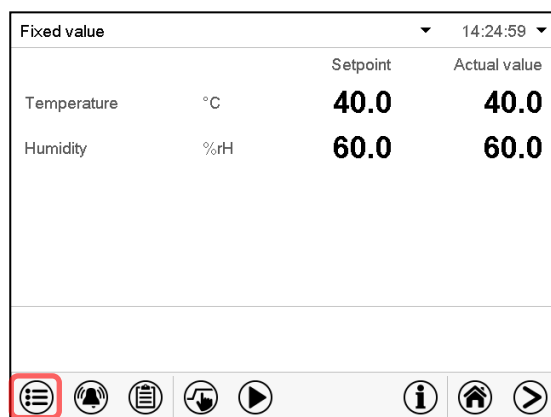 Fixed value 14:24:59
Setpoint Actual value
Temperature °C 40.0 40.0
Humidity %rH 60.0 60.0